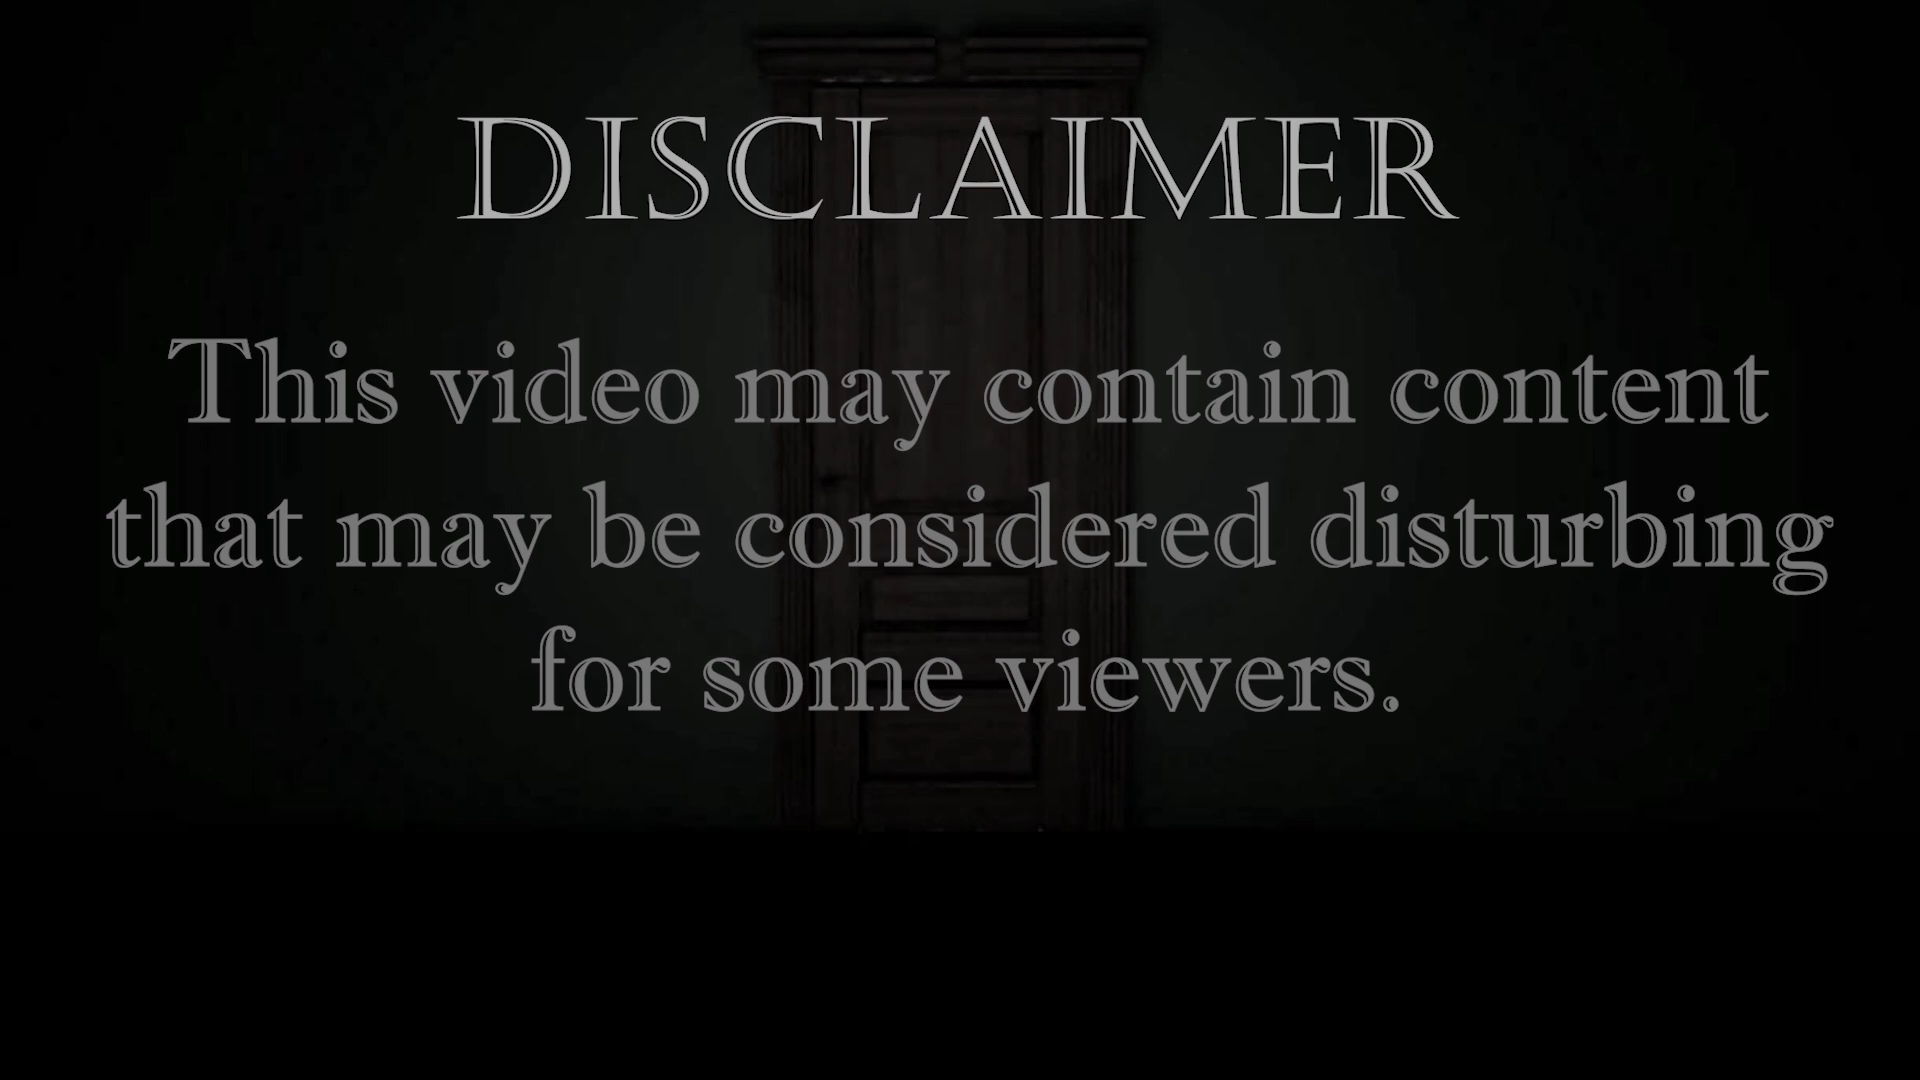 DISCLAIMER
This video may contain content
that may be considered disturbing
for some viewers.